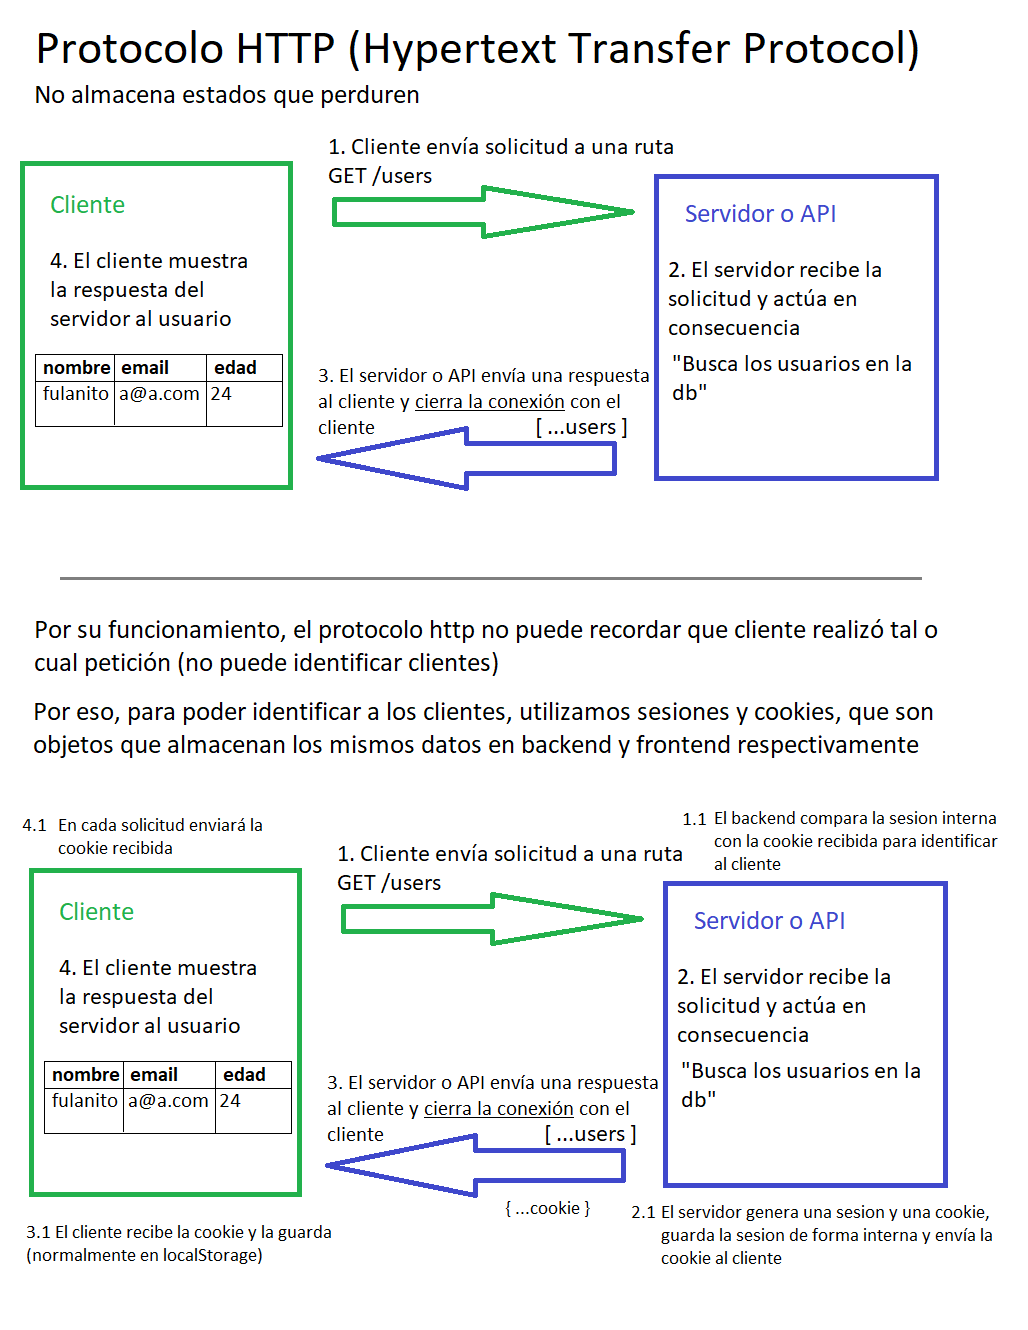 Protocolo HTTP (Hypertext Transfer Protocol)
No almacena estados que perduren
1. Cliente envía solicitud a una ruta
GET /users
Cliente
4. El cliente muestra
la respuesta del
servidor al usuario
nombre email edad
fulanito a@a.com 24
Servidor o API
2. El servidor recibe la
solicitud y actúa en
consecuencia
"Busca los usuarios en la
db"
3. El servidor o API envía una respuesta
al cliente y cierra la conexión con el
cliente
[ ...users ]
Por su funcionamiento, el protocolo http no puede recordar que cliente realizó tal o
cual petición (no puede identificar clientes)
Por eso, para poder identificar a los clientes, utilizamos sesiones y cookies, que son
objetos que almacenan los mismos datos en backend y frontend respectivamente
4.1 En cada solicitud enviará la
cookie recibida
1. Cliente envía solicitud a una ruta
GET /users
1.1 El backend compara la sesion interna
con la cookie recibida para identificar
al cliente
Cliente
4. El cliente muestra
la respuesta del
servidor al usuario
nombre email edad
fulanito a@a.com 24
Servidor o API
2. El servidor recibe la
solicitud y actúa en
consecuencia
"Busca los usuarios en la
db"
3. El servidor o API envía una respuesta
al cliente y cierra la conexión con el
cliente
[ ...users ]
{ ...cookie }
3.1 El cliente recibe la cookie y la guarda
(normalmente en localStorage)
2.1 El servidor genera una sesion y una cookie,
guarda la sesion de forma interna y envía la
cookie al cliente